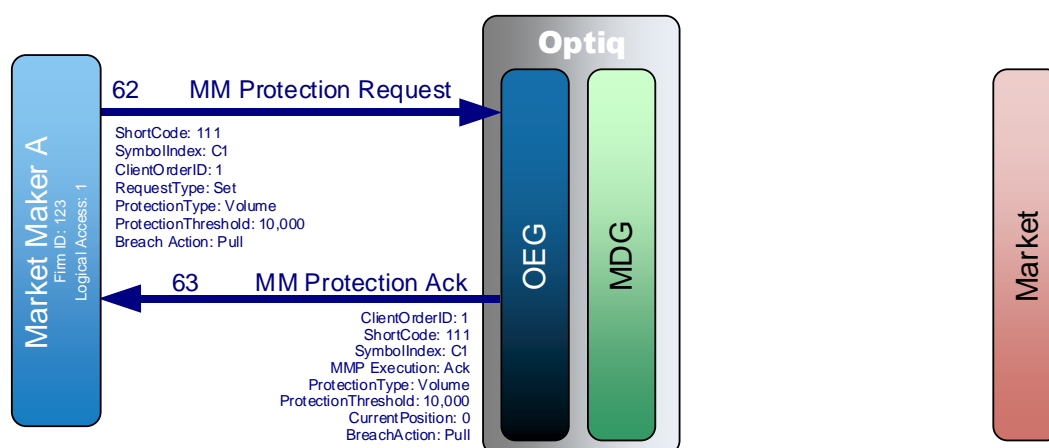 Optiq
Market Maker A
Firm ID: 123
Logical Access: 1
62 MM Protection Request
ShortCode: 111
SymbolIndex: C1
ClientOrderID: 1
RequestType: Set
ProtectionType: Volume
ProtectionThreshold: 10,000
Breach Action: Pull
63 MM Protection Ack
ClientOrderID: 1
ShortCode: 111
SymbolIndex: C1
MMP Execution: Ack
ProtectionType: Volume
ProtectionThreshold: 10,000
CurrentPosition: 0
BreachAction: Pull
OEG
MDG
Market